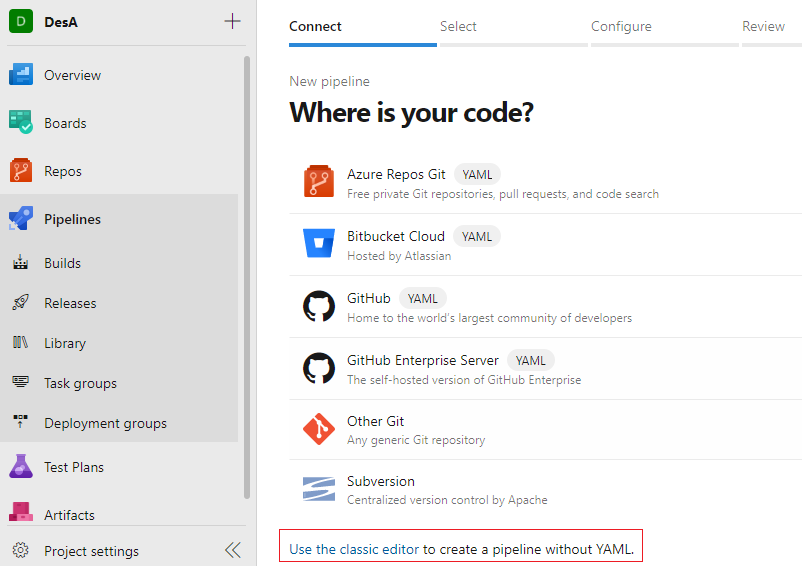 D DesA
Overview
Boards
Repos
Pipelines
Builds
Releases
Library
Task groups
Deployment groups
Test Plans
Artifacts
Project settings
Connect Select Configure Review
New pipeline
Where is your code?
Azure Repos Git YAML
Free private Git repositories, pull requests, and code search
Bitbucket Cloud YAML
Hosted by Atlassian
GitHub YAML
Home to the world's largest community of developers
GitHub Enterprise Server YAML
The self-hosted version of GitHub Enterprise
Other Git
Any generic Git repository
Subversion
Centralized version control by Apache
Use the classic editor to create a pipeline without YAML.